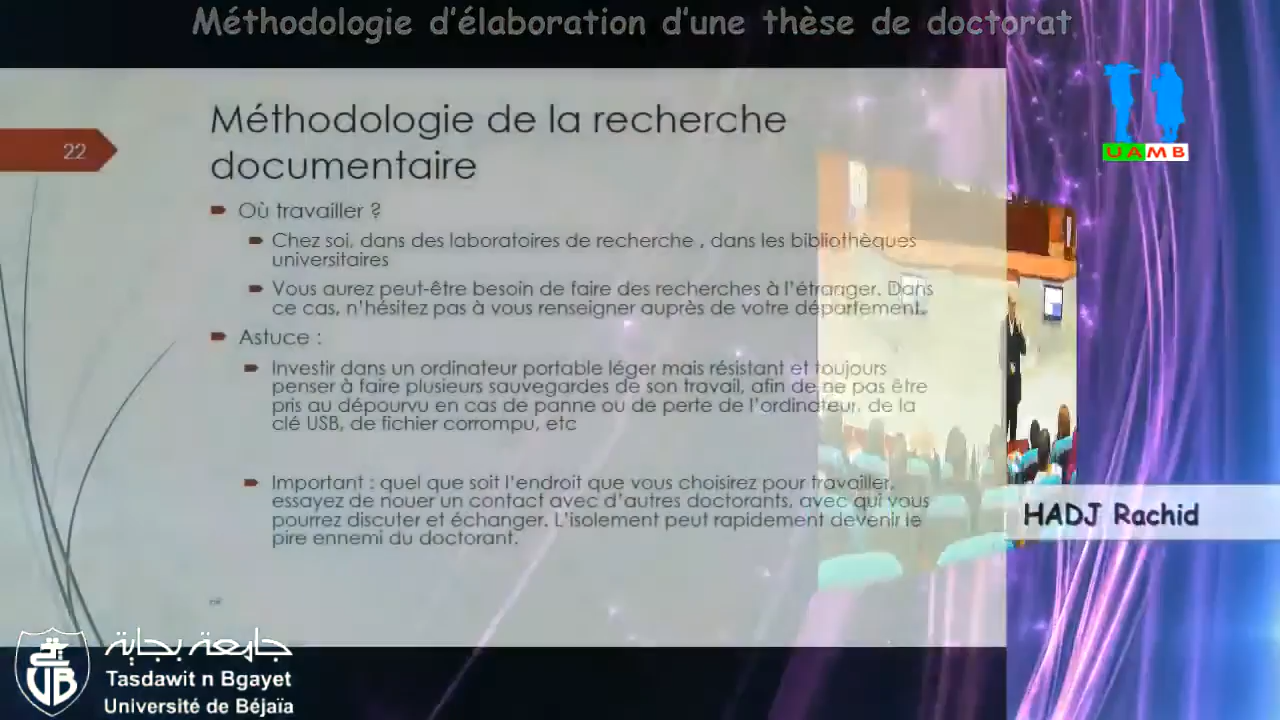 Méthodologie d'élaboration d'une thèse de doctorat
UAMB
22
Méthodologie de la recherche
documentaire
Où travailler ?
Chez soi, dans des laboratoires de recherche , dans les bibliothèques
universitaires
Vous aurez peut-être besoin de faire des recherches à l'étranger. Dans
ce cas, n'hésitez pas à vous renseigner auprès de votre département.
Astuce :
Investir dans un ordinateur portable léger mais résistant et toujours
penser à faire plusieurs sauvegardes de son travail, afin de ne pas être
pris au dépourvu en cas de panne ou de perte de l'ordinateur, de la
clé USB, de fichier corrompu, etc
Important : quel que soit l'endroit que vous choisirez pour travailler,
essayez de nouer un contact avec d'autres doctorants, avec qui vous
pourrez discuter et échanger. L'isolement peut rapidement devenir le
pire ennemi du doctorant.
HADJ Rachid
جامعة بجاية
Tasdawit n Bgayet
Université de Béjaïa